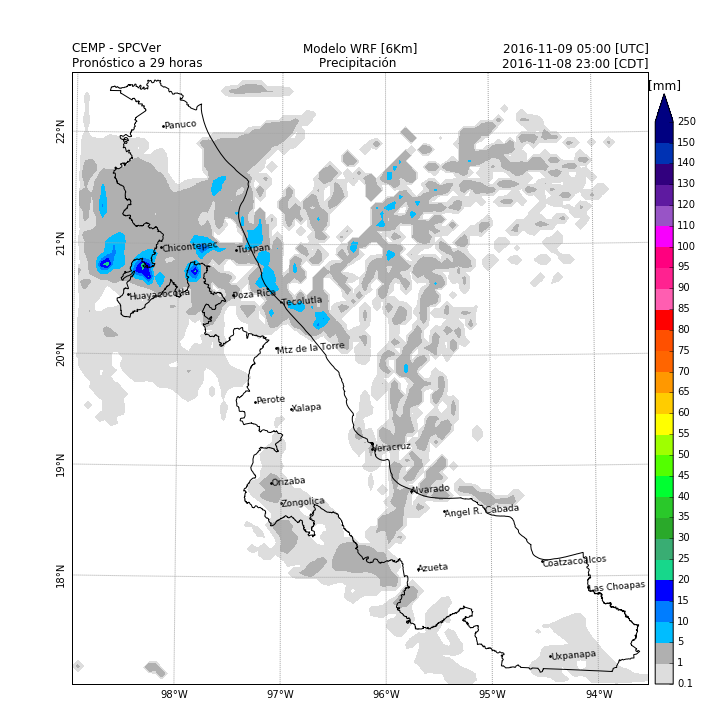 CEMP - SPCVer
Modelo WRF [6Km]
2016-11-09 05:00 [UTC]
Pronóstico a 29 horas
Precipitación
2016-11-08 23:00 [CDT]
[mm]
250
150
140
130
120
110
100
95
90
85
80
75
70
65
60
55
50
45
40
35
30
25
20
15
10
5
1
0.1
22°N
21°N
20°N
19°N
18°N
98°W
97°W
96°W
95°W
94°W
Panuco
Chicontepec
Tuxpan
Huayacocotla
Poza Rica
Tecolutla
Mtz de la Torre
Perote
Xalapa
Veracruz
Orizaba
Alvarado
Zongolica
Angel R. Cabada
Azueta
Coatzacoalcos
Las Choapas
Uxpanapa